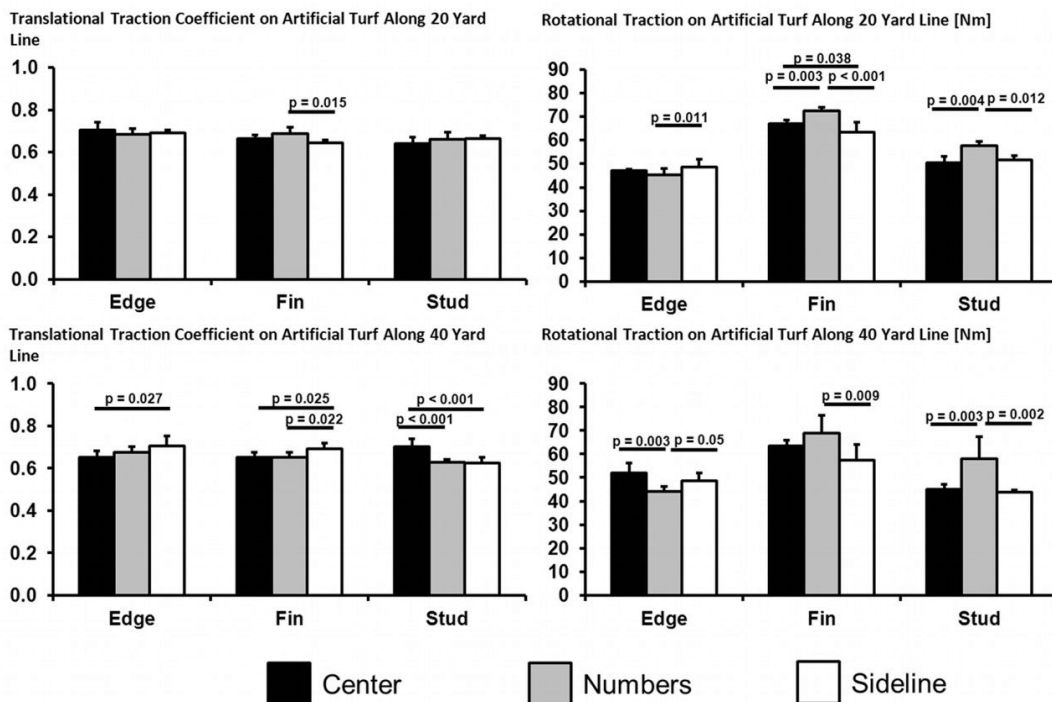 Translational Traction Coefficient on Artificial Turf Along 20 Yard
Line
1.0
0.8
0.6
0.4
0.2
0.0
p = 0.015
Edge Fin Stud
Rotational Traction on Artificial Turf Along 20 Yard Line [Nm]
90
80
70
60
50
40
30
20
10
0
p = 0.038
p = 0.003 p < 0.001
p = 0.004 p = 0.012
p = 0.011
Edge Fin Stud
Translational Traction Coefficient on Artificial Turf Along 40 Yard
Line
1.0
0.8
0.6
0.4
0.2
0.0
p = 0.027 p = 0.025 p < 0.001
p = 0.022 p < 0.001
Edge Fin Stud
Rotational Traction on Artificial Turf Along 40 Yard Line [Nm]
90
80
70
60
50
40
30
20
10
0
p = 0.009
p = 0.003 p = 0.05 p = 0.003 p = 0.002
Edge Fin Stud
Center Numbers Sideline